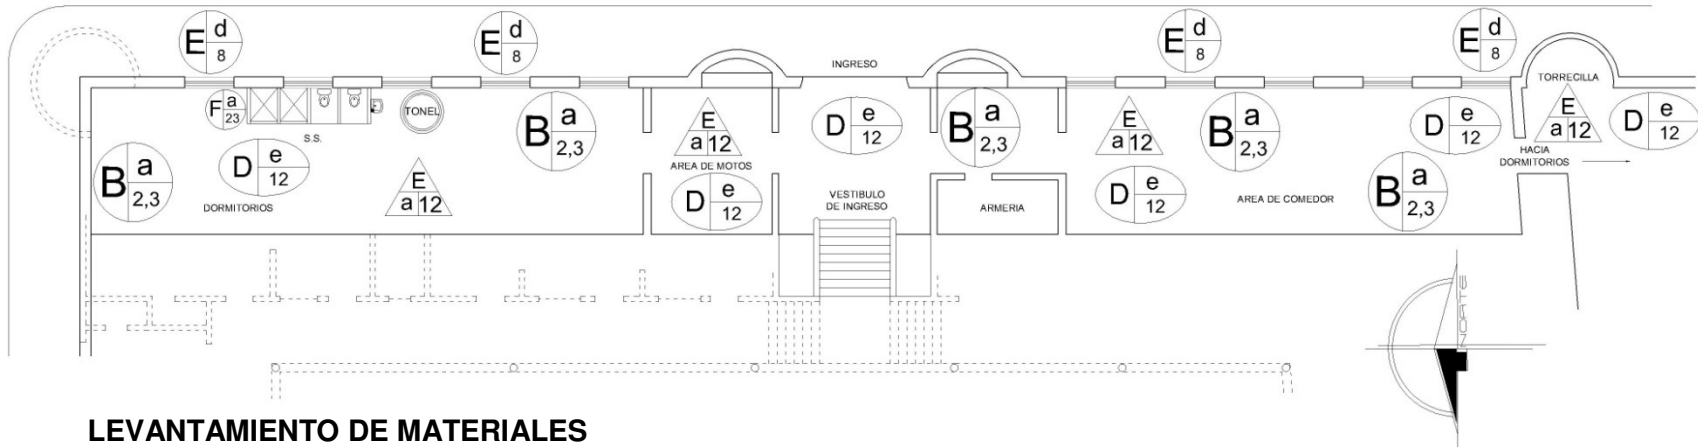 E d 8
E d 8
E d 8
E d 8
INGRESO
TORRECILLA
F a 23
TONEL
B a 2,3
E a 12
D e 12
B a 2,3
E a 12
B a 2,3
D e 12
E a 12
D e 12
S.S.
HACIA
DORMITORIOS
B a 2,3
D e 12
E a 12
AREA DE MOTOS
D e 12
VESTIBULO
DE INGRESO
ARMERIA
D e 12
AREA DE COMEDOR
B a 2,3
DORMITORIOS
NORTE
LEVANTAMIENTO DE MATERIALES